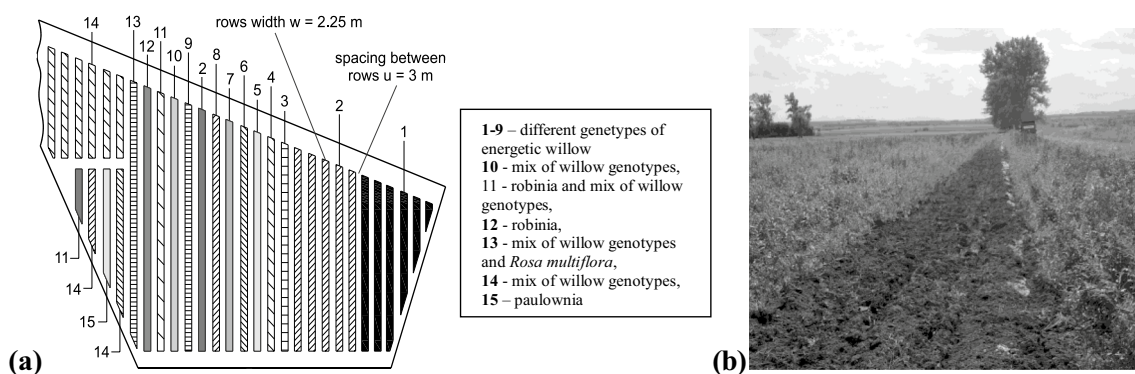 14
13
12
11
10
9
2
8
7
6
5
4
3
2
1
rows width w = 2.25 m
spacing between
rows u = 3 m
11
14
15
14
1-9 – different genetypes of
energetic willow
10 - mix of willow genotypes,
11 - robinia and mix of willow
genotypes,
12 - robinia,
13 - mix of willow genotypes
and Rosa multiflora,
14 - mix of willow genotypes,
15 – paulownia
(a)
(b)